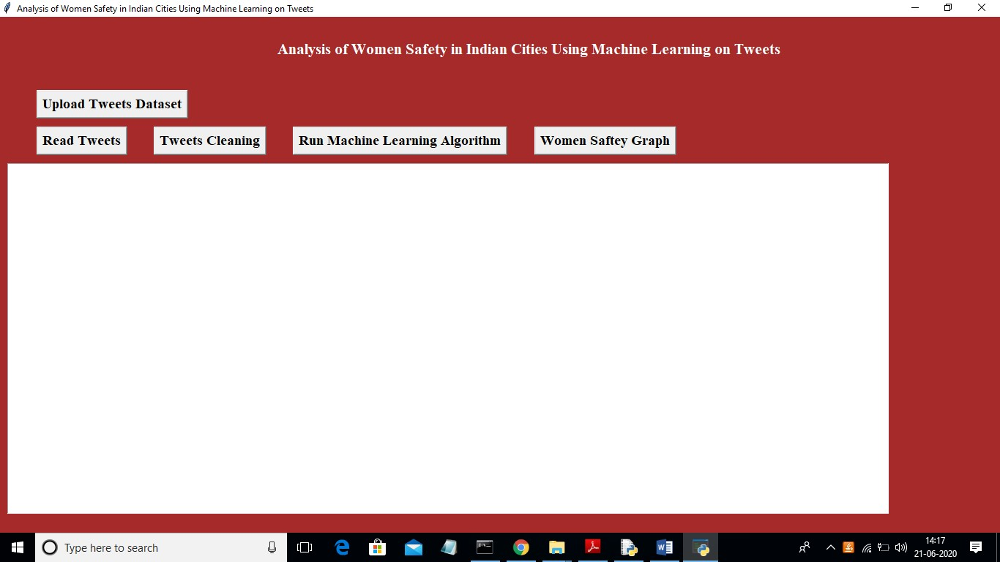 Analysis of Women Safety in Indian Cities Using Machine Learning on Tweets
Analysis of Women Safety in Indian Cities Using Machine Learning on Tweets
Upload Tweets Dataset
Read Tweets Tweets Cleaning Run Machine Learning Algorithm Women Saftey Graph
Type here to search
14:17
21-06-2020